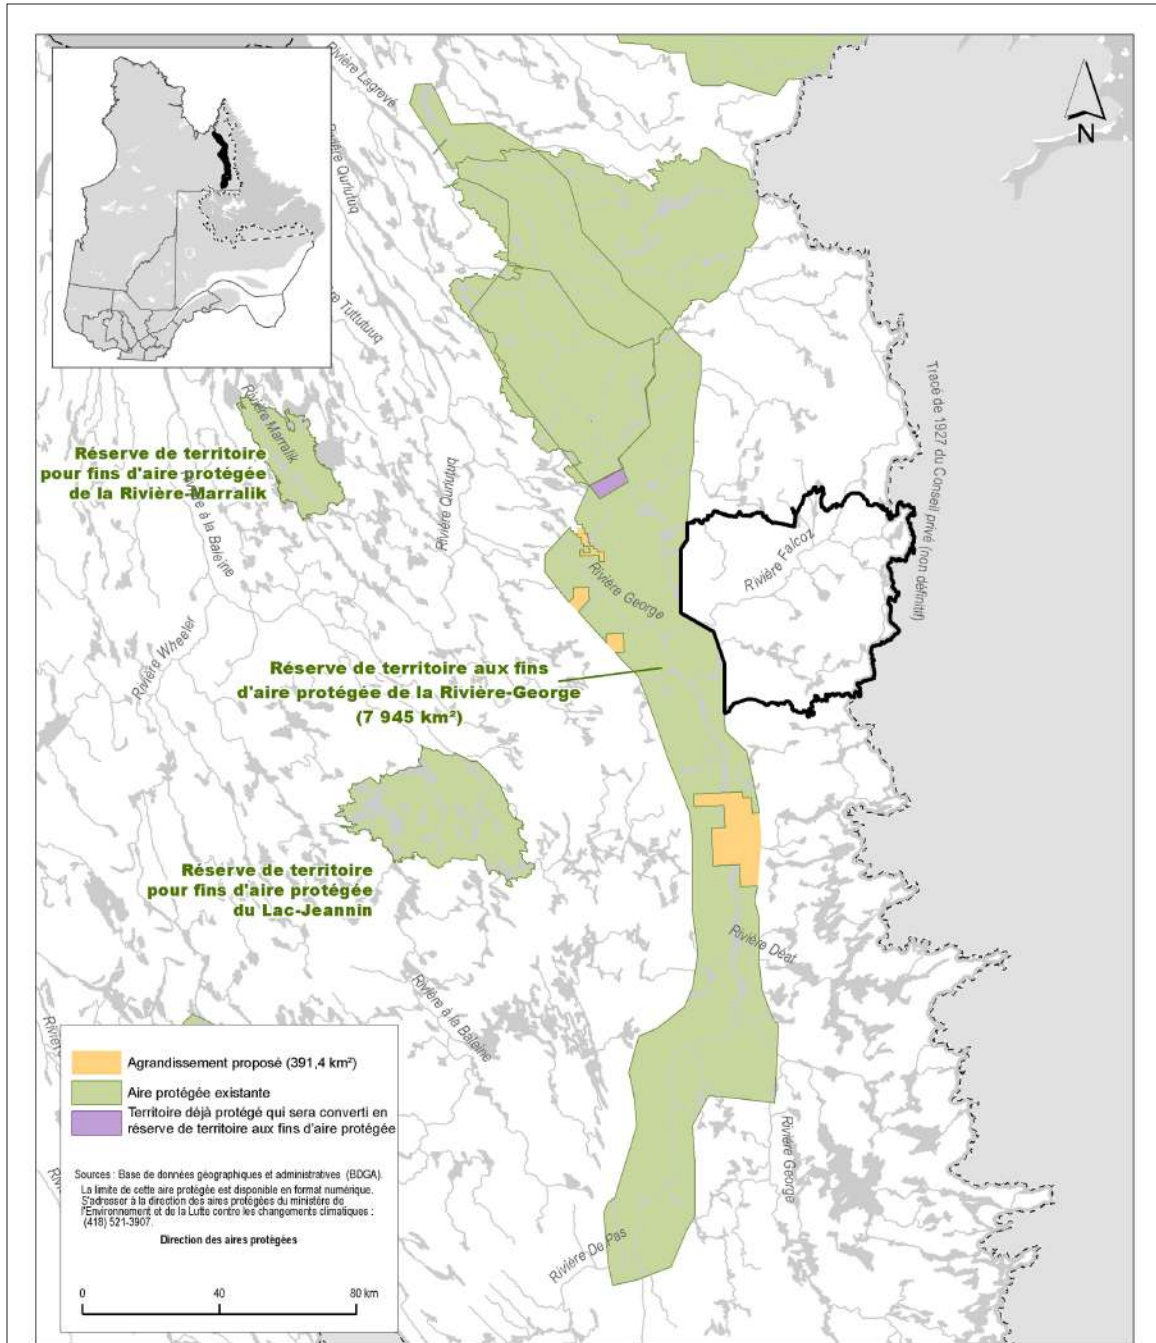 Rivière Lagrevé
N
Rivière Qurlutuq
Tuttutuuq
Tracé de 1927 du Conseil privé (non définitif)
Rivière Marralik
Réserve de territoire
pour fins d'aire protégée
de la Rivière-Marralik
Rivière à la Baleine
Rivière Qurlutuq
Rivière Falcoz
Rivière George
Rivière Wheeler
Réserve de territoire aux fins
d'aire protégée de la Rivière-George
(7 945 km²)
Réserve de territoire
pour fins d'aire protégée
du Lac-Jeannin
Rivière Déat
Rivière à la Baleine
Rivière George
Rivière De Pas
Agrandissement proposé (391,4 km²)
Aire protégée existante
Territoire déjà protégé qui sera converti en
réserve de territoire aux fins d'aire protégée
Sources : Base de données géographiques et administratives (BDGA)
La limite de cette aire protégée est disponible en format numérique.
S'adresser à la direction des aires protégées du ministère de
l'Environnement et de la Lutte contre les changements climatiques :
(418) 521-3907.
Direction des aires protégées
0 40 80 km